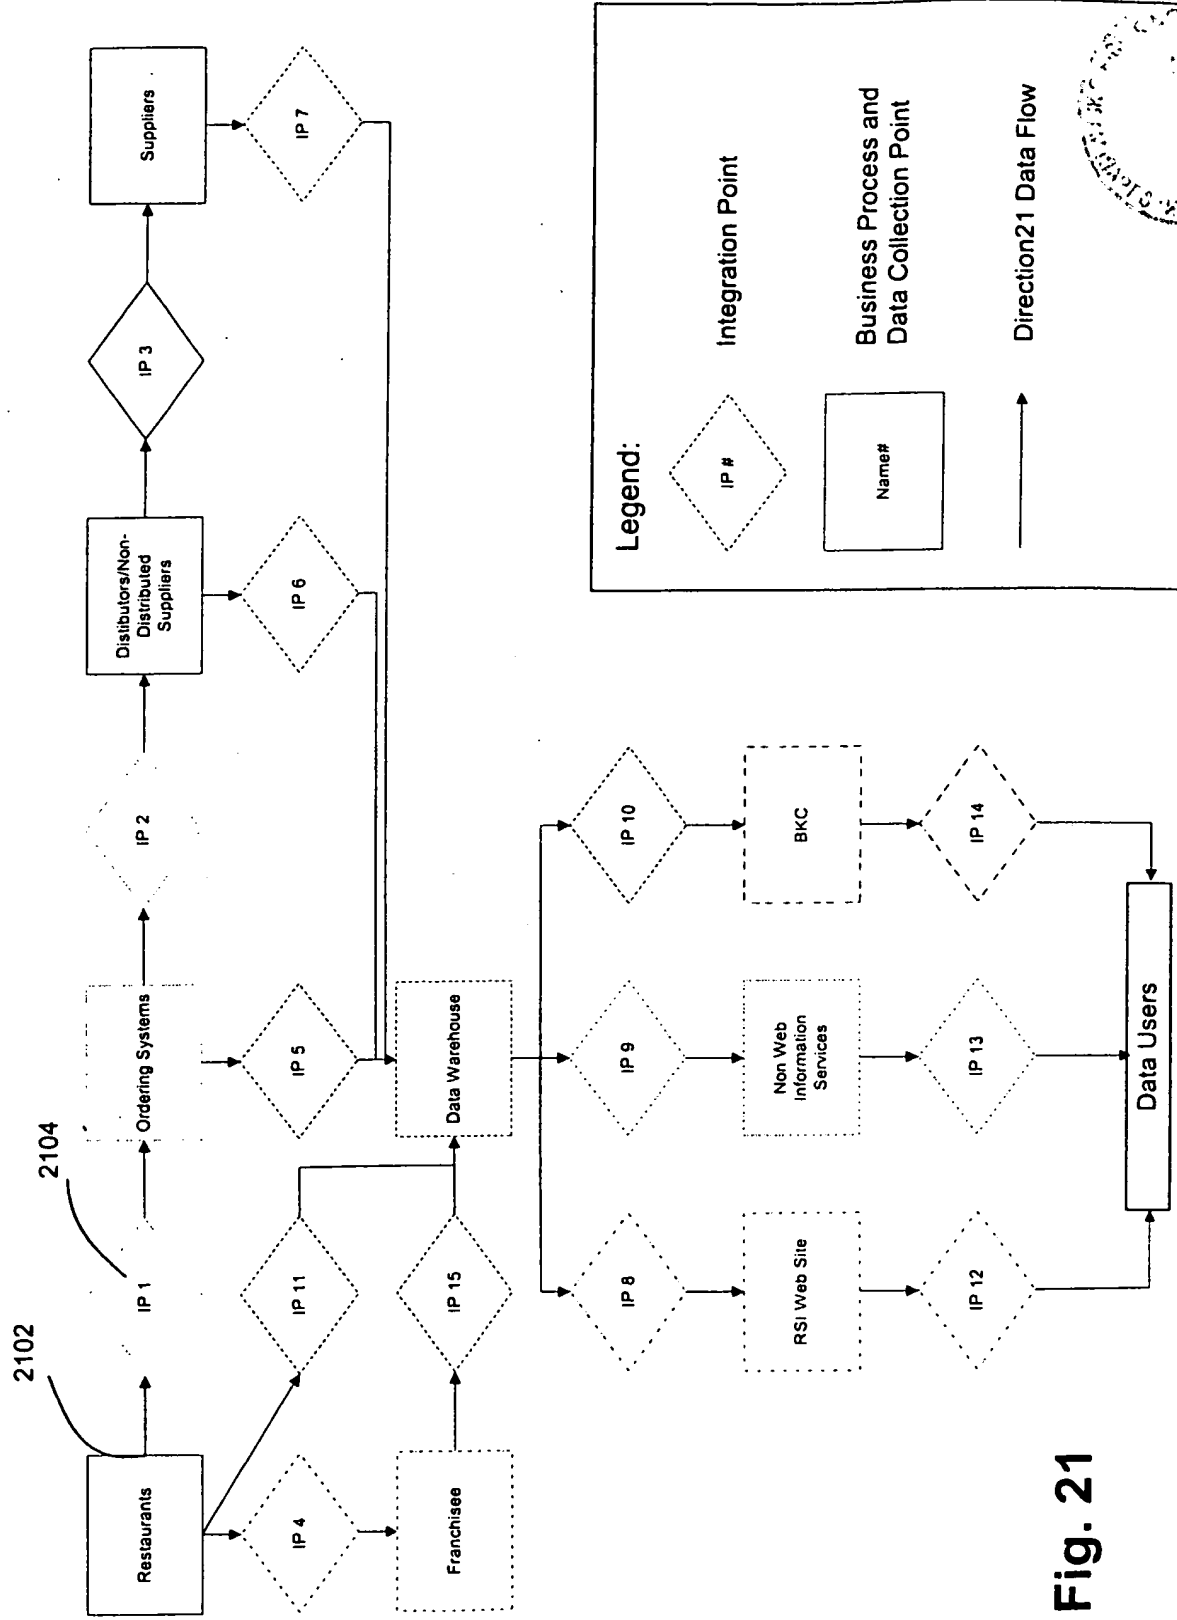 2102
2104
Restaurants
IP 1
Ordering Systems
IP 2
Distibutors/Non-
Distributed
Suppliers
IP 3
Suppliers
IP 4
IP 11
IP 5
IP 6
IP 7
Franchisee
IP 15
Data Warehouse
IP 8
IP 9
IP 10
RSI Web Site
Non Web
Information
Services
BKC
IP 12
IP 13
IP 14
Data Users
Legend:
IP #
Integration Point
Name#
Business Process and
Data Collection Point
Direction21 Data Flow
Fig. 21